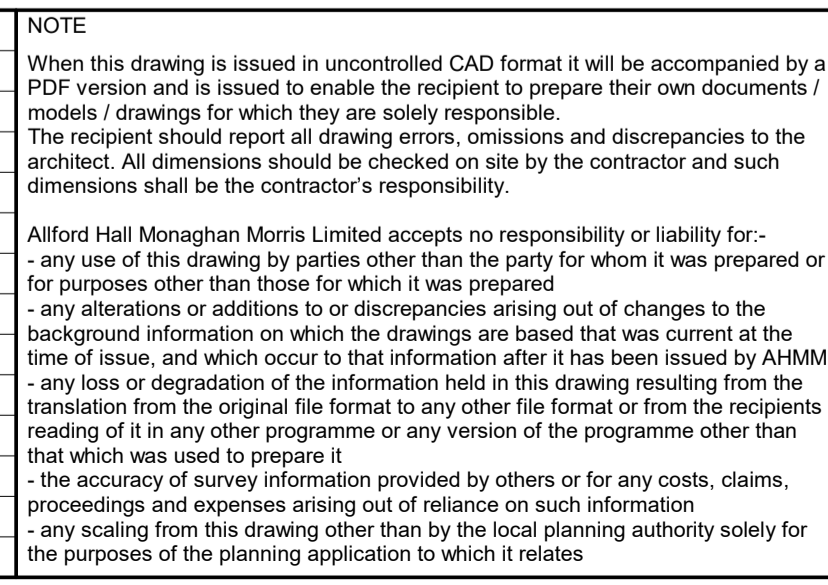 NOTE
When this drawing is issued in uncontrolled CAD format it will be accompanied by a
PDF version and is issued to enable the recipient to prepare their own documents /
models / drawings for which they are solely responsible.
The recipient should report all drawing errors, omissions and discrepancies to the
architect. All dimensions should be checked on site by the contractor and such
dimensions shall be the contractor’s responsibility.
Allford Hall Monaghan Morris Limited accepts no responsibility or liability for:-
- any use of this drawing by parties other than the party for whom it was prepared or
for purposes other than those for which it was prepared
- any alterations or additions to or discrepancies arising out of changes to the
background information on which the drawings are based that was current at the
time of issue, and which occur to that information after it has been issued by AHMM
- any loss or degradation of the information held in this drawing resulting from the
translation from the original file format to any other file format or from the recipients
reading of it in any other programme or any version of the programme other than
that which was used to prepare it
- the accuracy of survey information provided by others or for any costs, claims,
proceedings and expenses arising out of reliance on such information
- any scaling from this drawing other than by the local planning authority solely for
the purposes of the planning application to which it relates